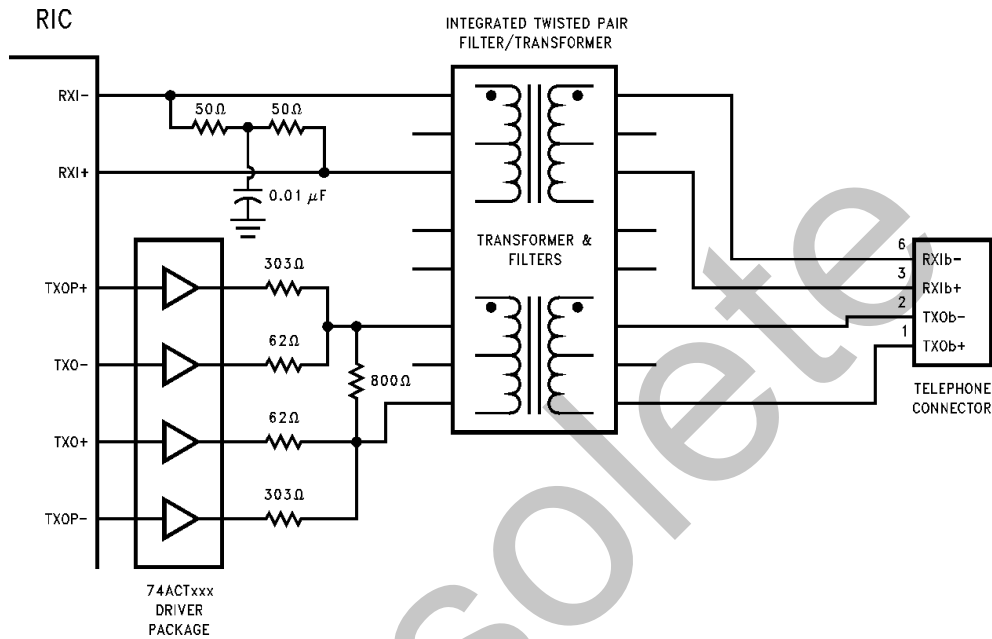 RIC
INTEGRATED TWISTED PAIR
FILTER/TRANSFORMER
RXI-
50Ω 50Ω
RXI+
0.01 μF
TRANSFORMER &
FILTERS
TXOP+
303Ω
TXO-
62Ω
800Ω
TXO+
62Ω
TXOP-
303Ω
74ACTxxx
DRIVER
PACKAGE
6 RXIb-
3 RXIb+
2 TXOb-
1 TXOb+
TELEPHONE
CONNECTOR
solete